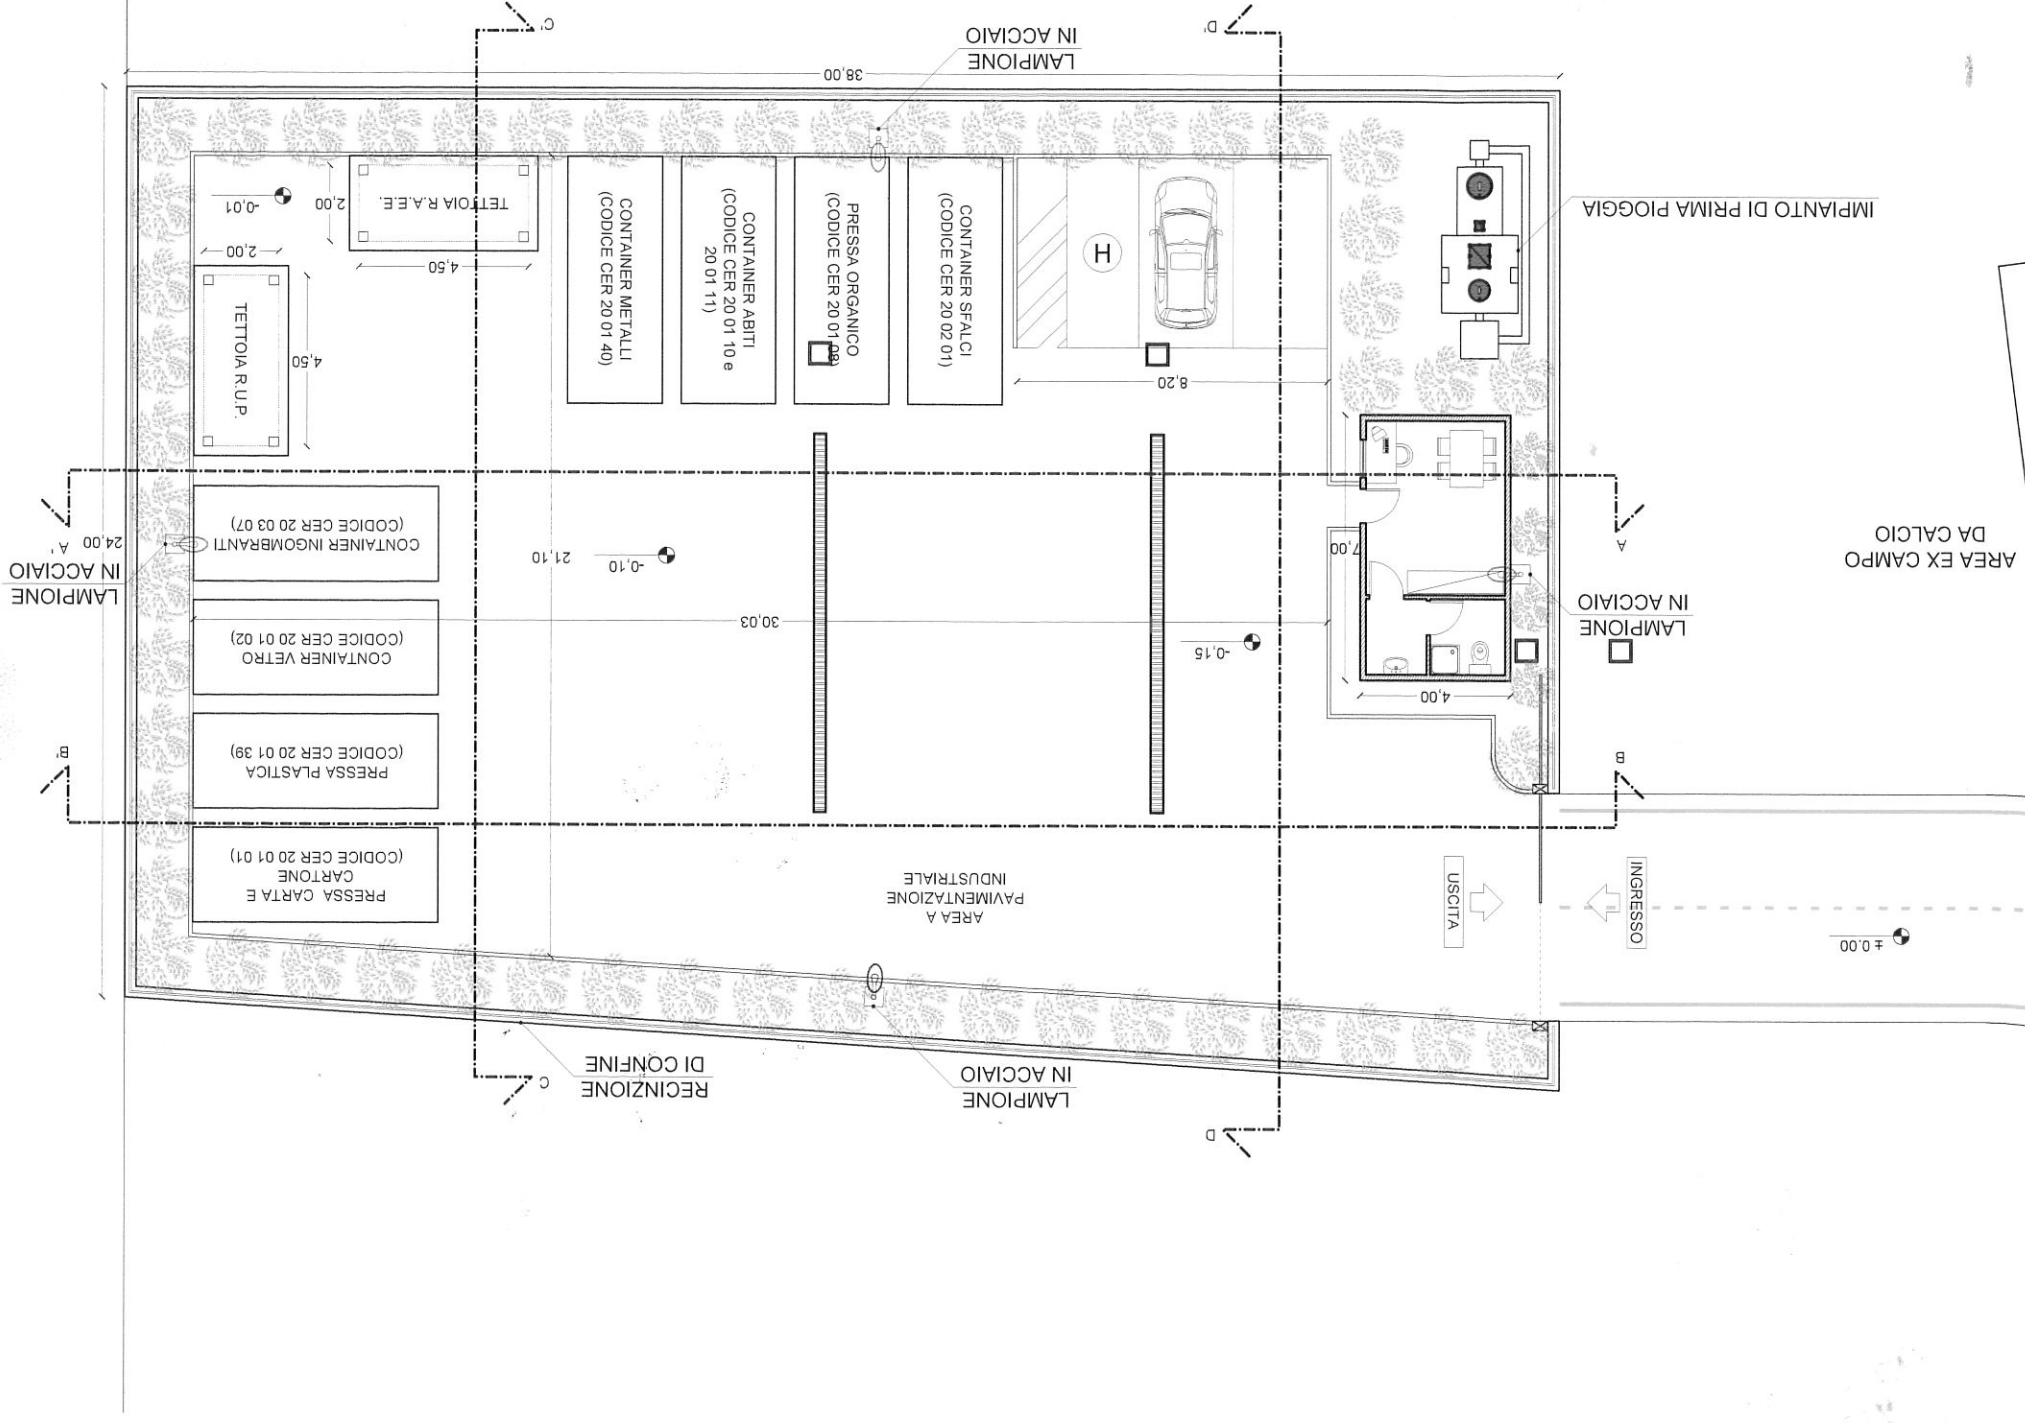 C'
D'
LAMPIONE
IN ACCIAIO
38,00
-0,01
2,00
TETTOIA R.A.E.E.
2,00
4,50
TETTOIA R.U.P.
4,50
CONTAINER METALLI
(CODICE CER 20 01 40)
CONTAINER ABITI
(CODICE CER 20 01 10 e
20 01 11)
PRESSA ORGANICO
(CODICE CER 20 01 08)
CONTAINER SFALCI
(CODICE CER 20 02 01)
H
8,20
IMPIANTO DI PRIMA PIOGGIA
A'
24,00
LAMPIONE
IN ACCIAIO
CONTAINER INGOMBRANTI
(CODICE CER 20 03 07)
21,10
-0,10
7,00
A
AREA EX CAMPO
DA CALCIO
30,03
-0,15
LAMPIONE
IN ACCIAIO
CONTAINER VETRO
(CODICE CER 20 01 02)
4,00
B'
PRESSA PLASTICA
(CODICE CER 20 01 39)
B
PRESSA CARTA E
CARTONE
(CODICE CER 20 01 01)
AREA A
PAVIMENTAZIONE
INDUSTRIALE
USCITA
INGRESSO
± 0.00
C
RECINZIONE
DI CONFINE
LAMPIONE
IN ACCIAIO
D